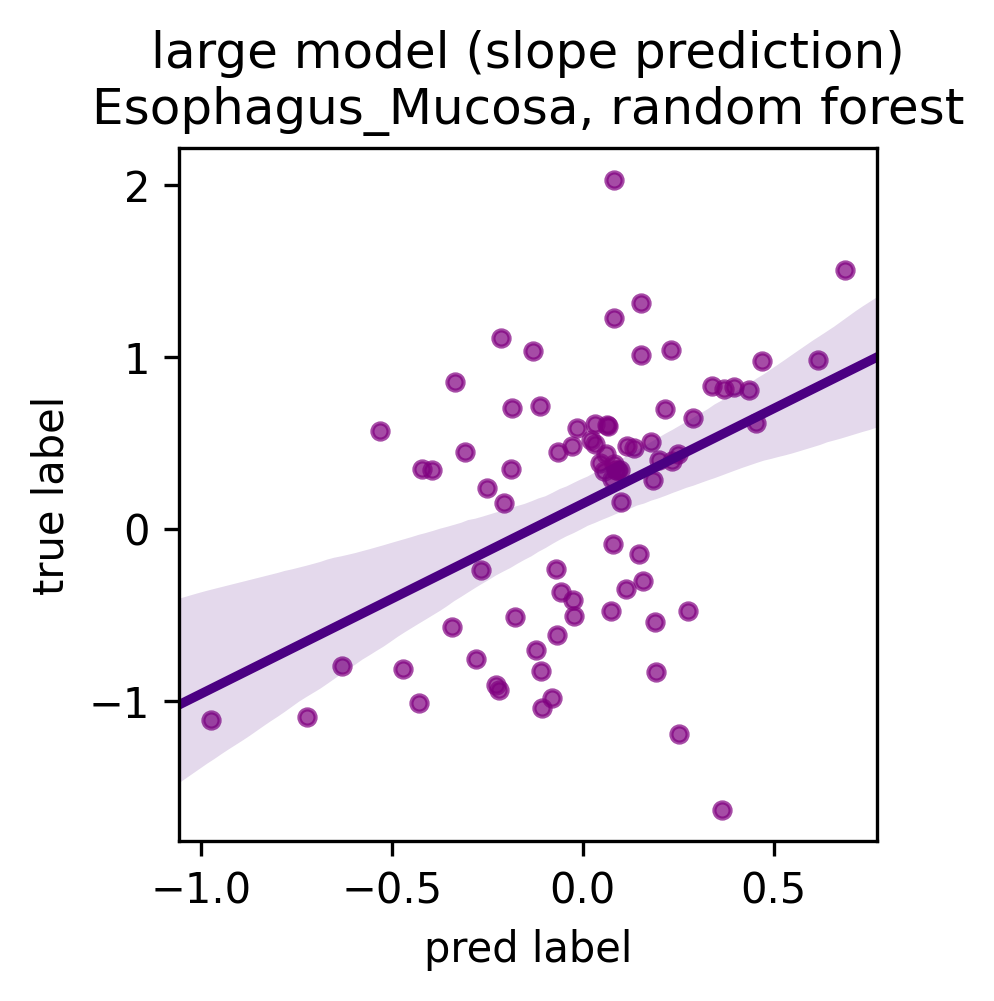 large model (slope prediction)
Esophagus_Mucosa, random forest
2
1
0
−1
true label
−1.0 −0.5 0.0 0.5
pred label